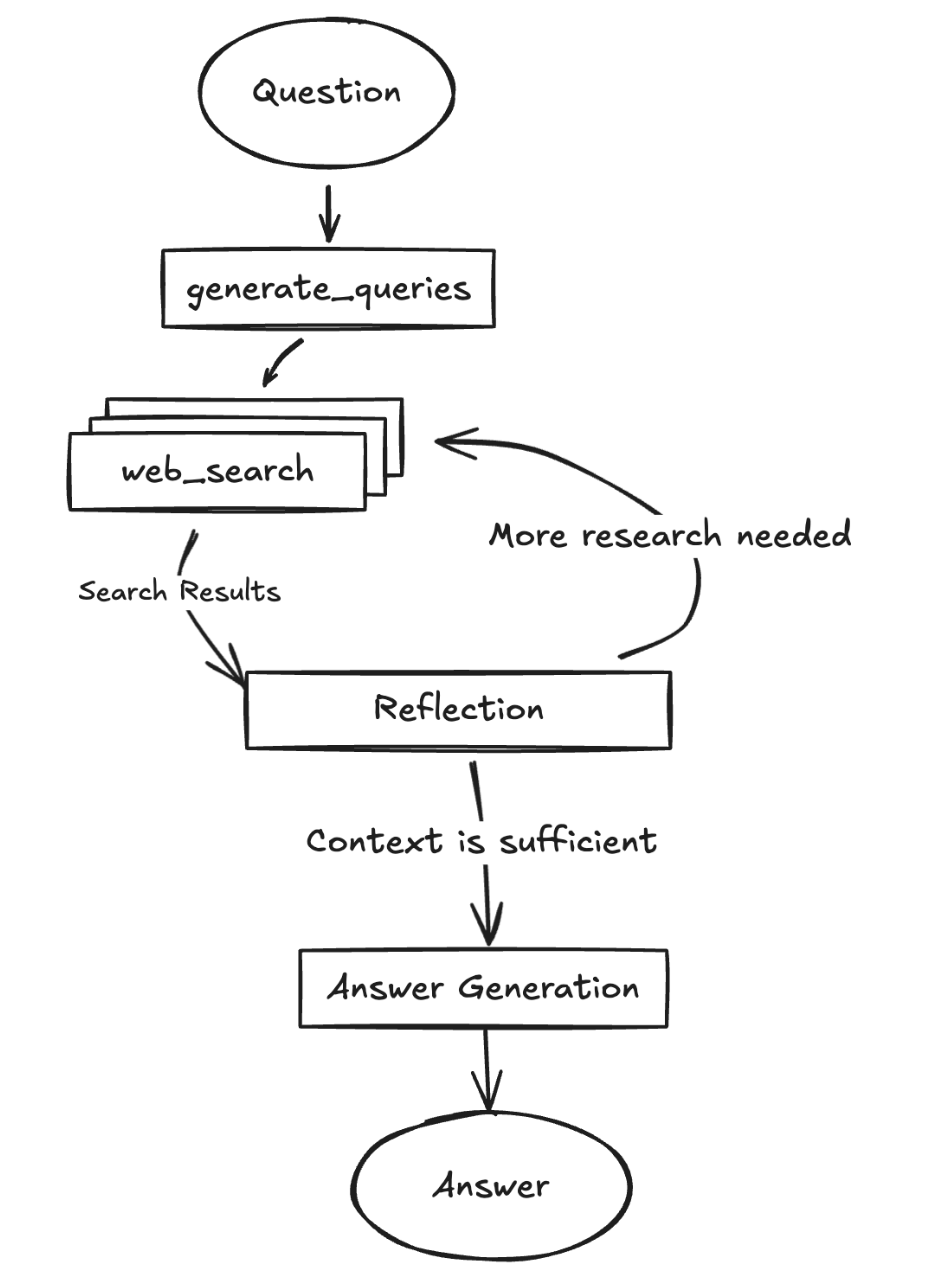 Question
generate_queries
web_search
More research needed
Search Results
Reflection
Context is sufficient
Answer Generation
Answer